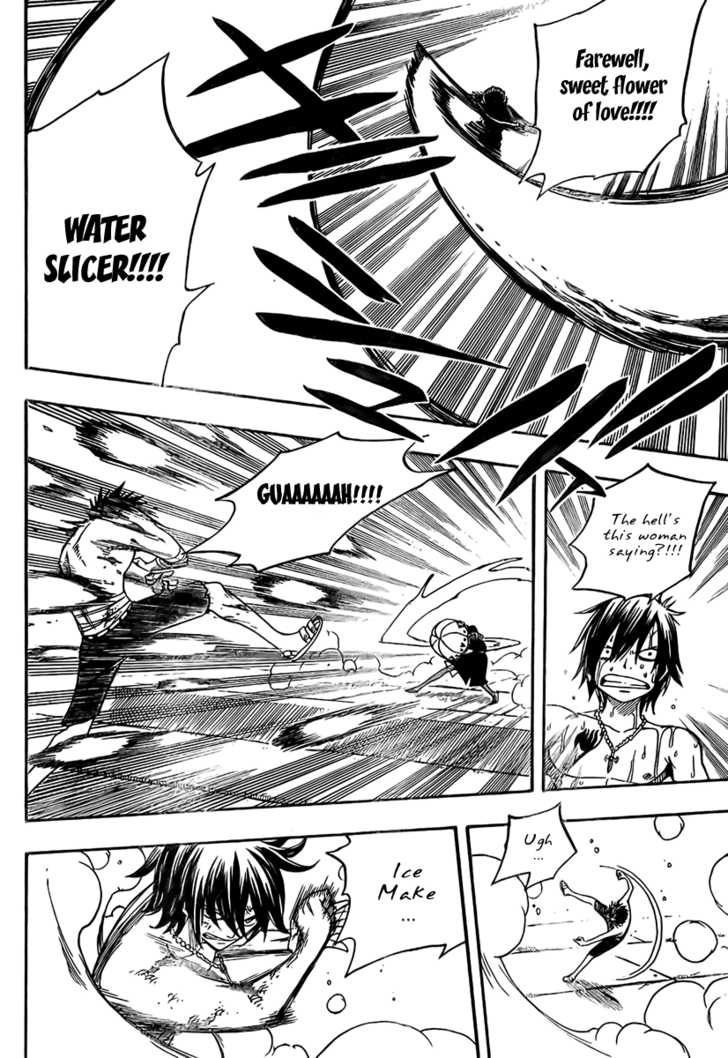 Farewell,
sweet flower
of love!!!!
WATER
SLICER!!!!
GUAAAAAAH!!!!
The hell's
this woman
saying?!!!
Ice
Make
...
Ugh
...